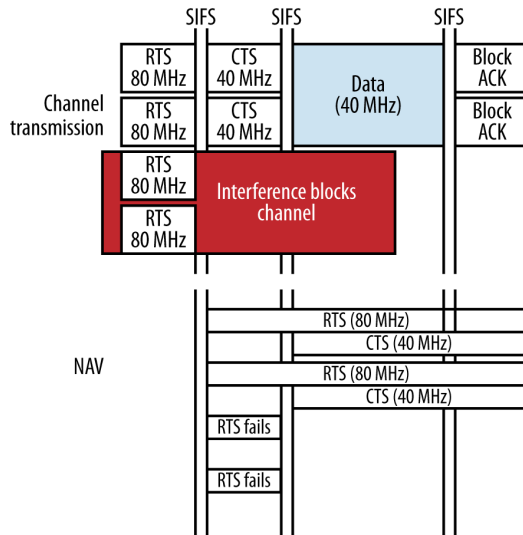 SIFS SIFS SIFS
RTS
80 MHz
CTS
40 MHz
Data
(40 MHz)
Block
ACK
Channel
transmission
RTS
80 MHz
CTS
40 MHz
Block
ACK
RTS
80 MHz
Interference blocks
channel
RTS
80 MHz
NAV
RTS (80 MHz)
CTS (40 MHz)
RTS (80 MHz)
CTS (40 MHz)
RTS fails
RTS fails